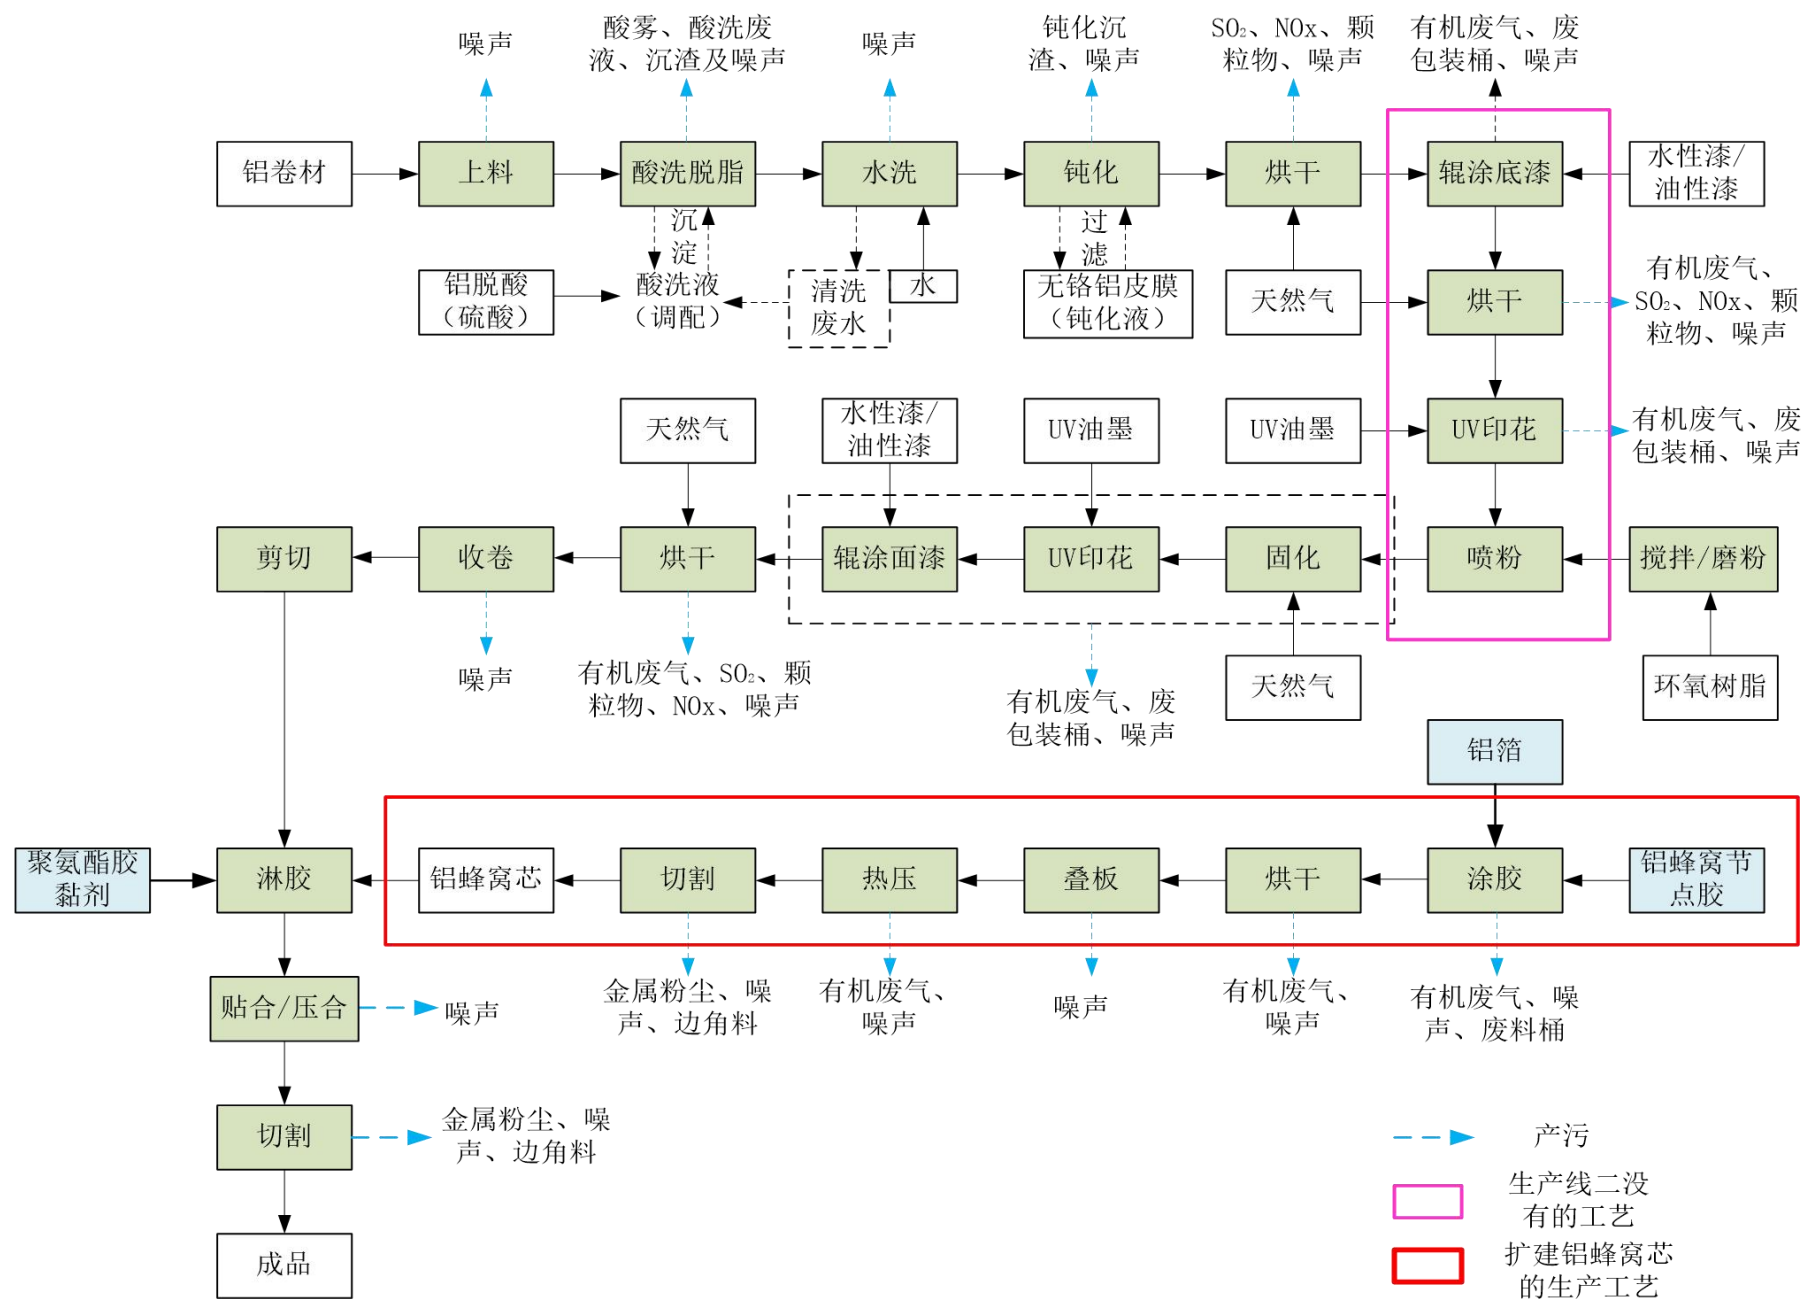 噪声
酸雾、酸洗废
液、沉渣及噪声
噪声
钝化沉
渣、噪声
SO₂、NOx、颗
粒物、噪声
有机废气、废
包装桶、噪声
铝卷材
上料
酸洗脱脂
水洗
钝化
烘干
辊涂底漆
水性漆/
油性漆
沉
淀
过
滤
铝脱酸
（硫酸）
酸洗液
（调配）
清洗
废水
水
无铬铝皮膜
（钝化液）
天然气
烘干
有机废气、
SO₂、NOx、颗
粒物、噪声
天然气
水性漆/
油性漆
UV油墨
UV油墨
UV印花
有机废气、废
包装桶、噪声
剪切
收卷
烘干
辊涂面漆
UV印花
固化
喷粉
搅拌/磨粉
噪声
有机废气、SO₂、颗
粒物、NOx、噪声
有机废气、废
包装桶、噪声
天然气
环氧树脂
铝箔
聚氨酯胶
黏剂
淋胶
铝蜂窝芯
切割
热压
叠板
烘干
涂胶
铝蜂窝节
点胶
贴合/压合
噪声
金属粉尘、噪
声、边角料
有机废气、
噪声
噪声
有机废气、
噪声
有机废气、噪
声、废料桶
切割
金属粉尘、噪
声、边角料
成品
产污
生产线二没
有的工艺
扩建铝蜂窝芯
的生产工艺